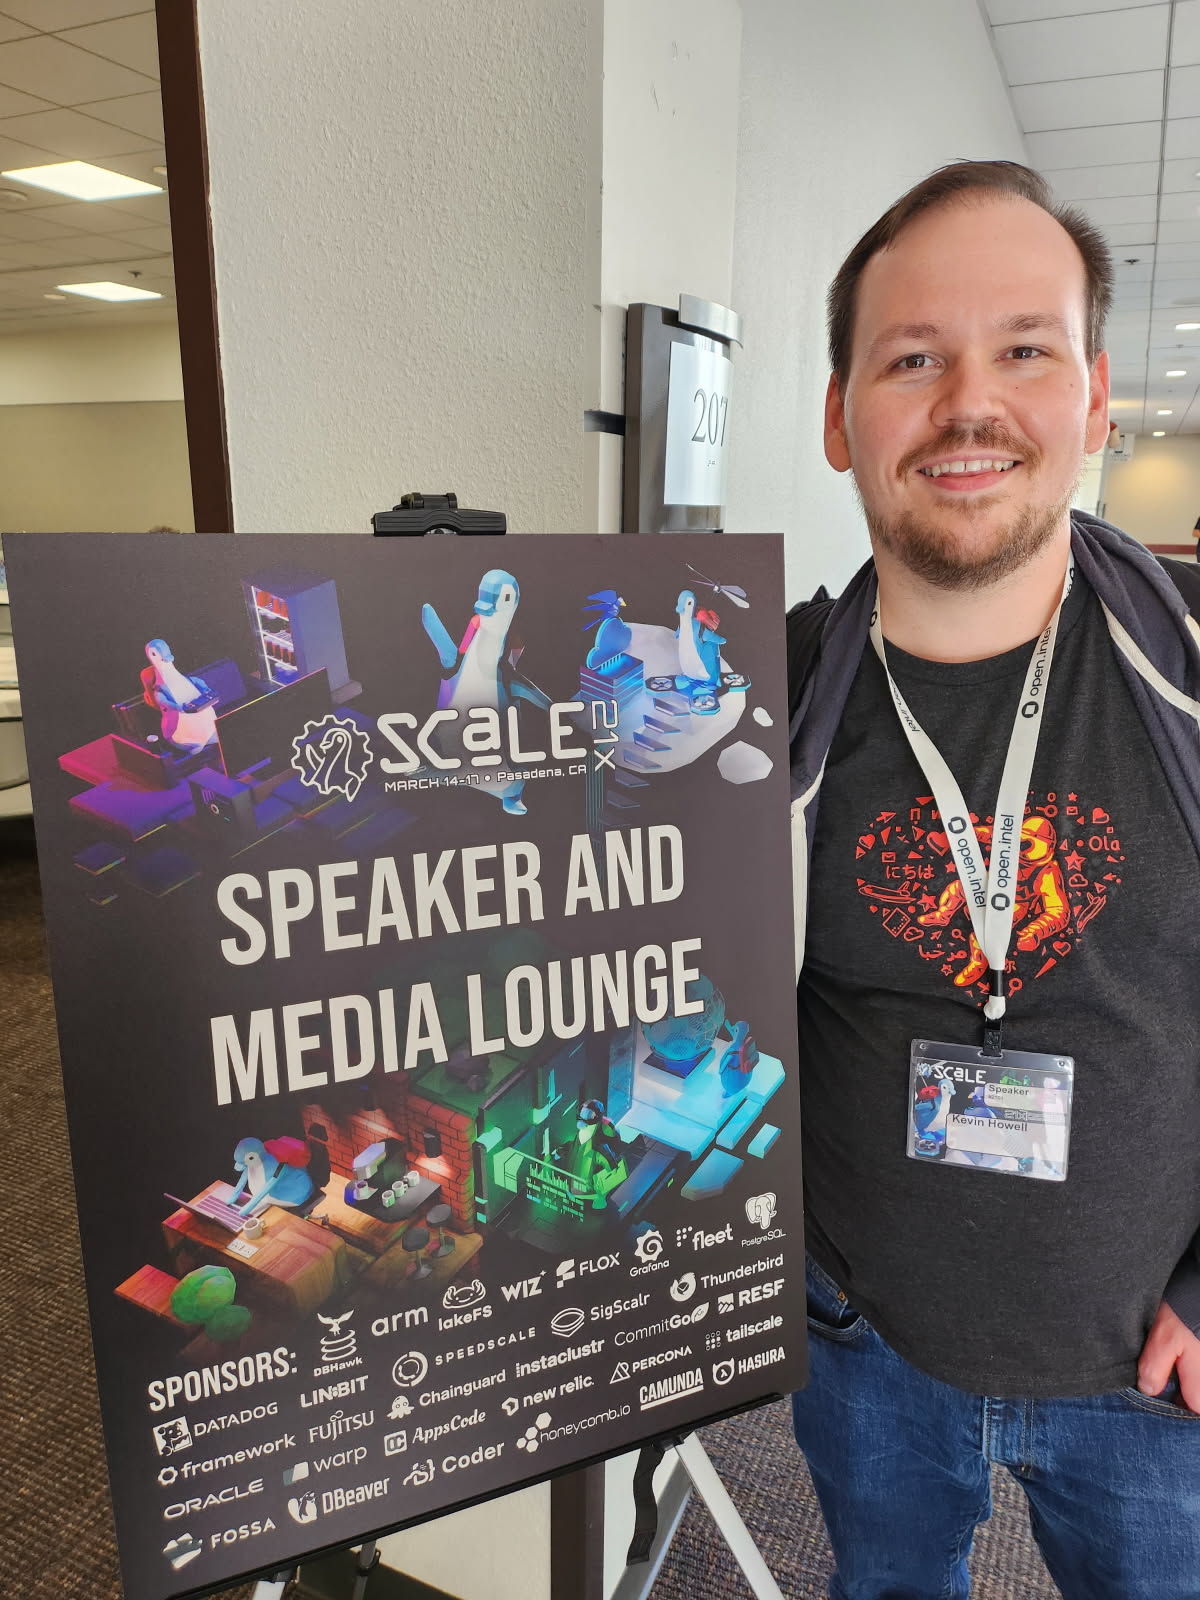 207
SCaLE 21X
MARCH 14-17 • Pasadena, CA
SPEAKER AND
MEDIA LOUNGE
SPONSORS:
DBHawk
arm
lakeFS
WIZ
FLOX
Grafana
fleet
PostgreSQL
DATADOG
LINBIT
SPEEDSCALE
SigScalr
Thunderbird
framework
FUJITSU
Chainguard
instaclustr
CommitGo
RESF
ORACLE
warp
AppsCode
new relic.
PERCONA
tailscale
FOSSA
DBeaver
Coder
honeycomb.io
CAMUNDA
HASURA
open.intel
open.intel
open.intel
Ola
にちは
SCaLE
Speaker
Kevin Howell